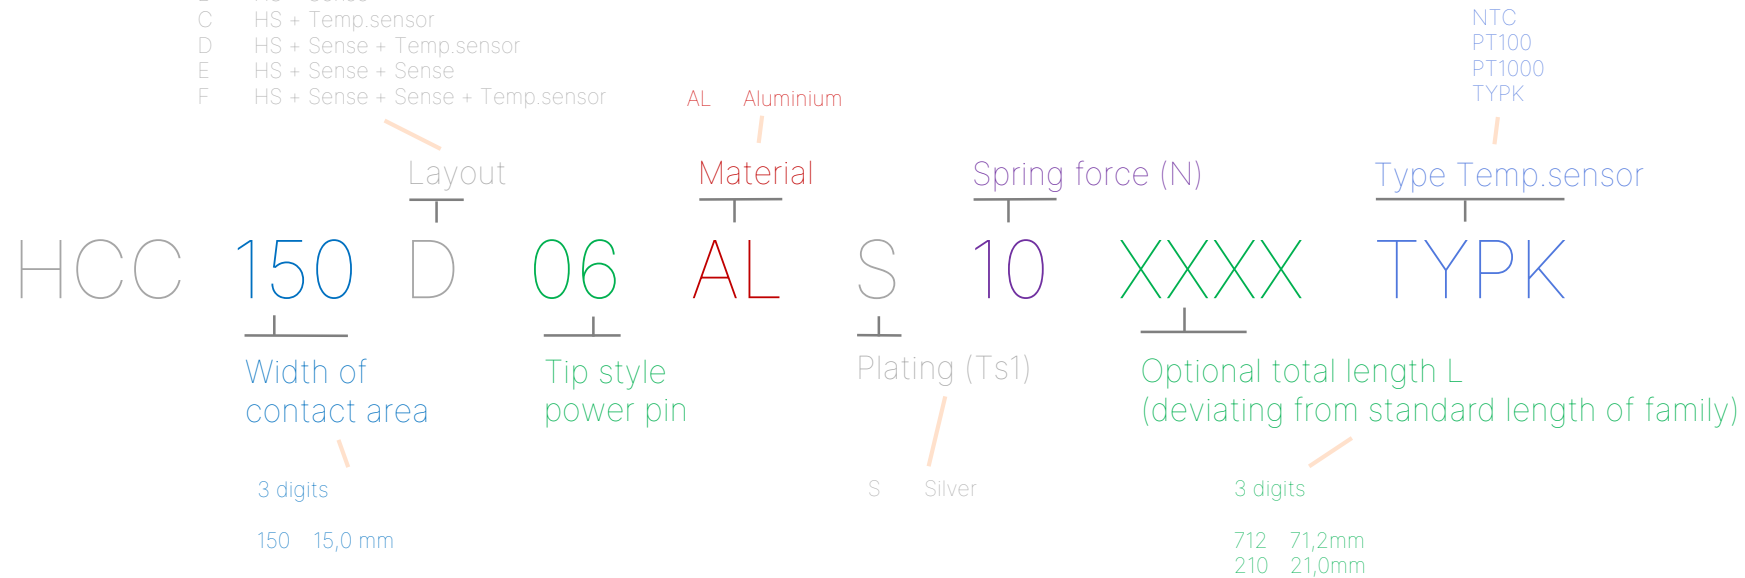 C HS + Temp.sensor
D HS + Sense + Temp.sensor
E HS + Sense + Sense
F HS + Sense + Sense + Temp.sensor
AL Aluminium
NTC
PT100
PT1000
TYPK
Layout
Material
Spring force (N)
Type Temp.sensor
HCC 150 D 06 AL S 10 XXXX TYPK
Width of
contact area
Tip style
power pin
Plating (Ts1)
Optional total length L
(deviating from standard length of family)
3 digits
150 15,0 mm
S Silver
3 digits
712 71,2mm
210 21,0mm